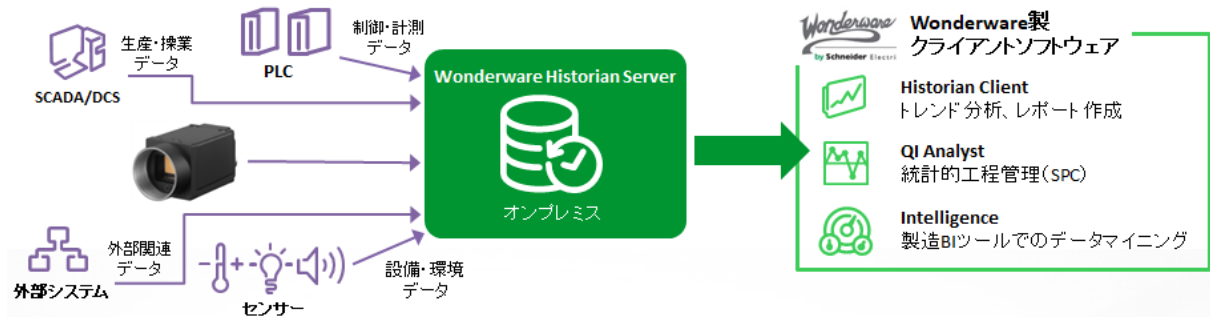 生産・操業
データ
SCADA/DCS
PLC
制御・計測
データ
Wonderware Historian Server
オンプレミス
外部関連
データ
外部システム
センサー
設備・環境
データ
Wonderware
by Schneider Electri
Wonderware製
クライアントソフトウェア
Historian Client
トレンド分析、レポート作成
QI Analyst
統計的工程管理（SPC）
Intelligence
製造BIツールでのデータマイニング